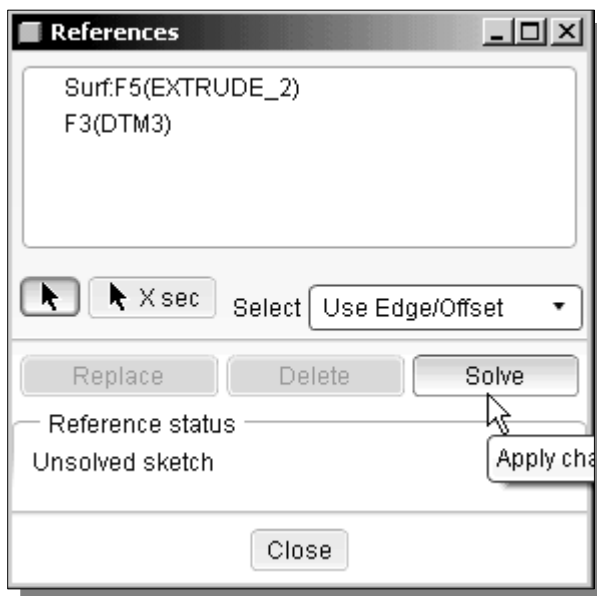 References
Surf:F5(EXTRUDE_2)
F3(DTM3)
X sec
Select
Use Edge/Offset
Replace
Delete
Solve
Reference status
Unsolved sketch
Apply cha
Close